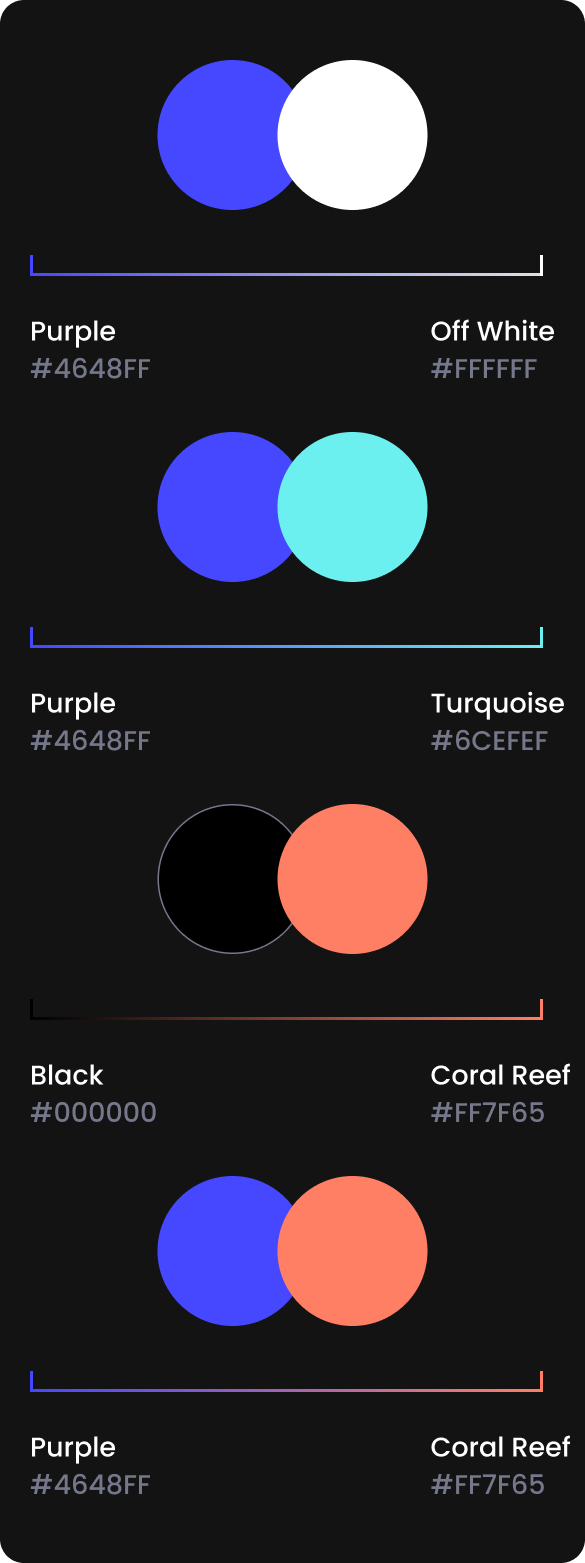 Purple
#4648FF
Off White
#FFFFFF
Purple
#4648FF
Turquoise
#6CEFEF
Black
#000000
Coral Reef
#FF7F65
Purple
#4648FF
Coral Reef
#FF7F65